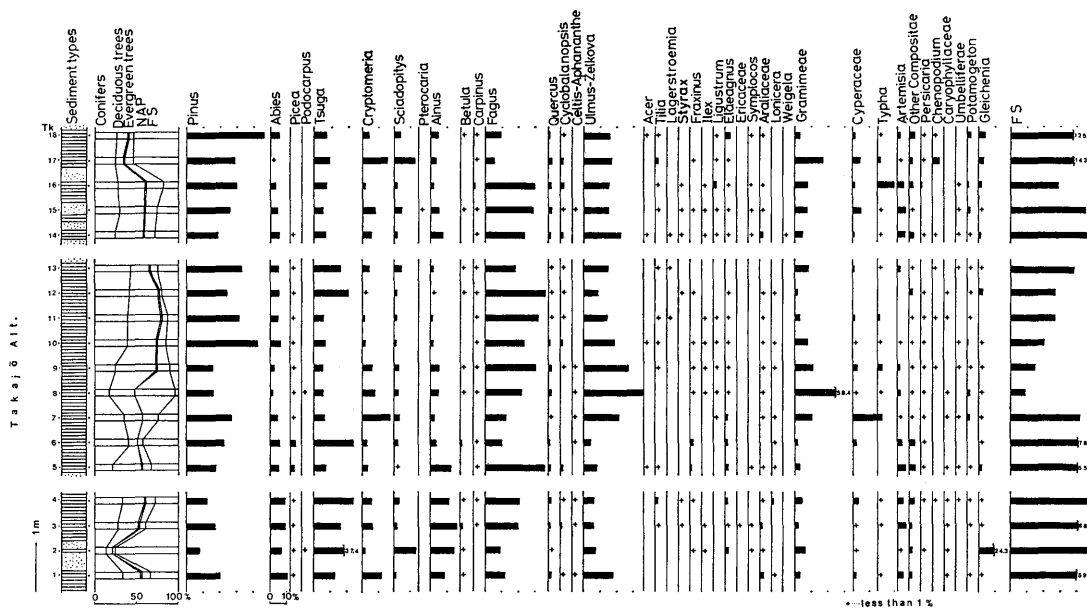 Sediment types
Conifers
Deciduous trees
Evergreen trees
NAP
FS
Pinus
Abies
Picea
Podocarpus
Tsuga
Cryptomeria
Sciadopitys
Pterocaria
Alnus
Betula
Carpinus
Fagus
Quercus
Cyclobalanopsis
Celtis-Aphananthe
Ulmus-Zelkova
Acer
Tilia
Lagerstroemia
Styrax
Fraxinus
Ilex
Ligustrum
Eleagnus
Ericaceae
Symplocos
Araliaceae
Lonicera
Weigela
Gramineae
Cyperaceae
Typha
Artemisia
Other Compositae
Persicaria
Chenopodium
Caryophyllaceae
Umbelliferae
Potamogeton
Gleichenia
FS
Tk
18
17
16
15
14
13
12
11
10
9
8
58.4
7
6
5
4
3
2
27.4
24.3
1
Takajō Alt.
1m
0 50 100%
0 10%
+ less than 1%